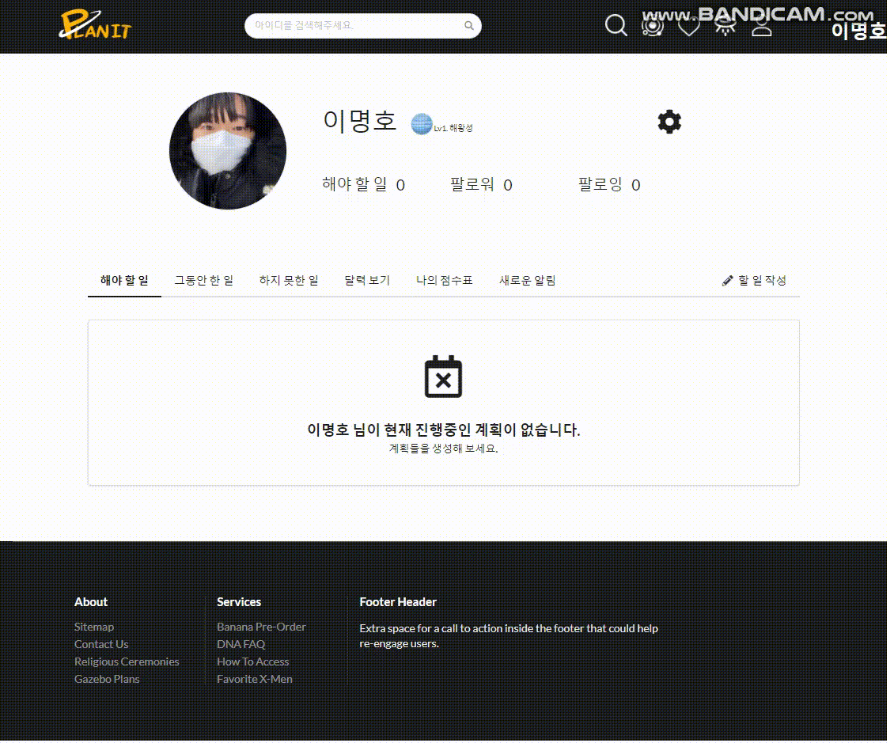 PLANIT
아이디를 검색해주세요.
www.BANDICAM.com
이명호
이명호 Lv1. 해왕성
해야 할 일 0 팔로워 0 팔로잉 0
해야 할 일 그동안 한 일 하지 못한 일 달력 보기 나의 점수표 새로운 알림 할 일 작성
이명호 님이 현재 진행중인 계획이 없습니다.
계획들을 생성해 보세요.
About
Sitemap
Contact Us
Religious Ceremonies
Gazebo Plans
Services
Banana Pre-Order
DNA FAQ
How To Access
Favorite X-Men
Footer Header
Extra space for a call to action inside the footer that could help
re-engage users.